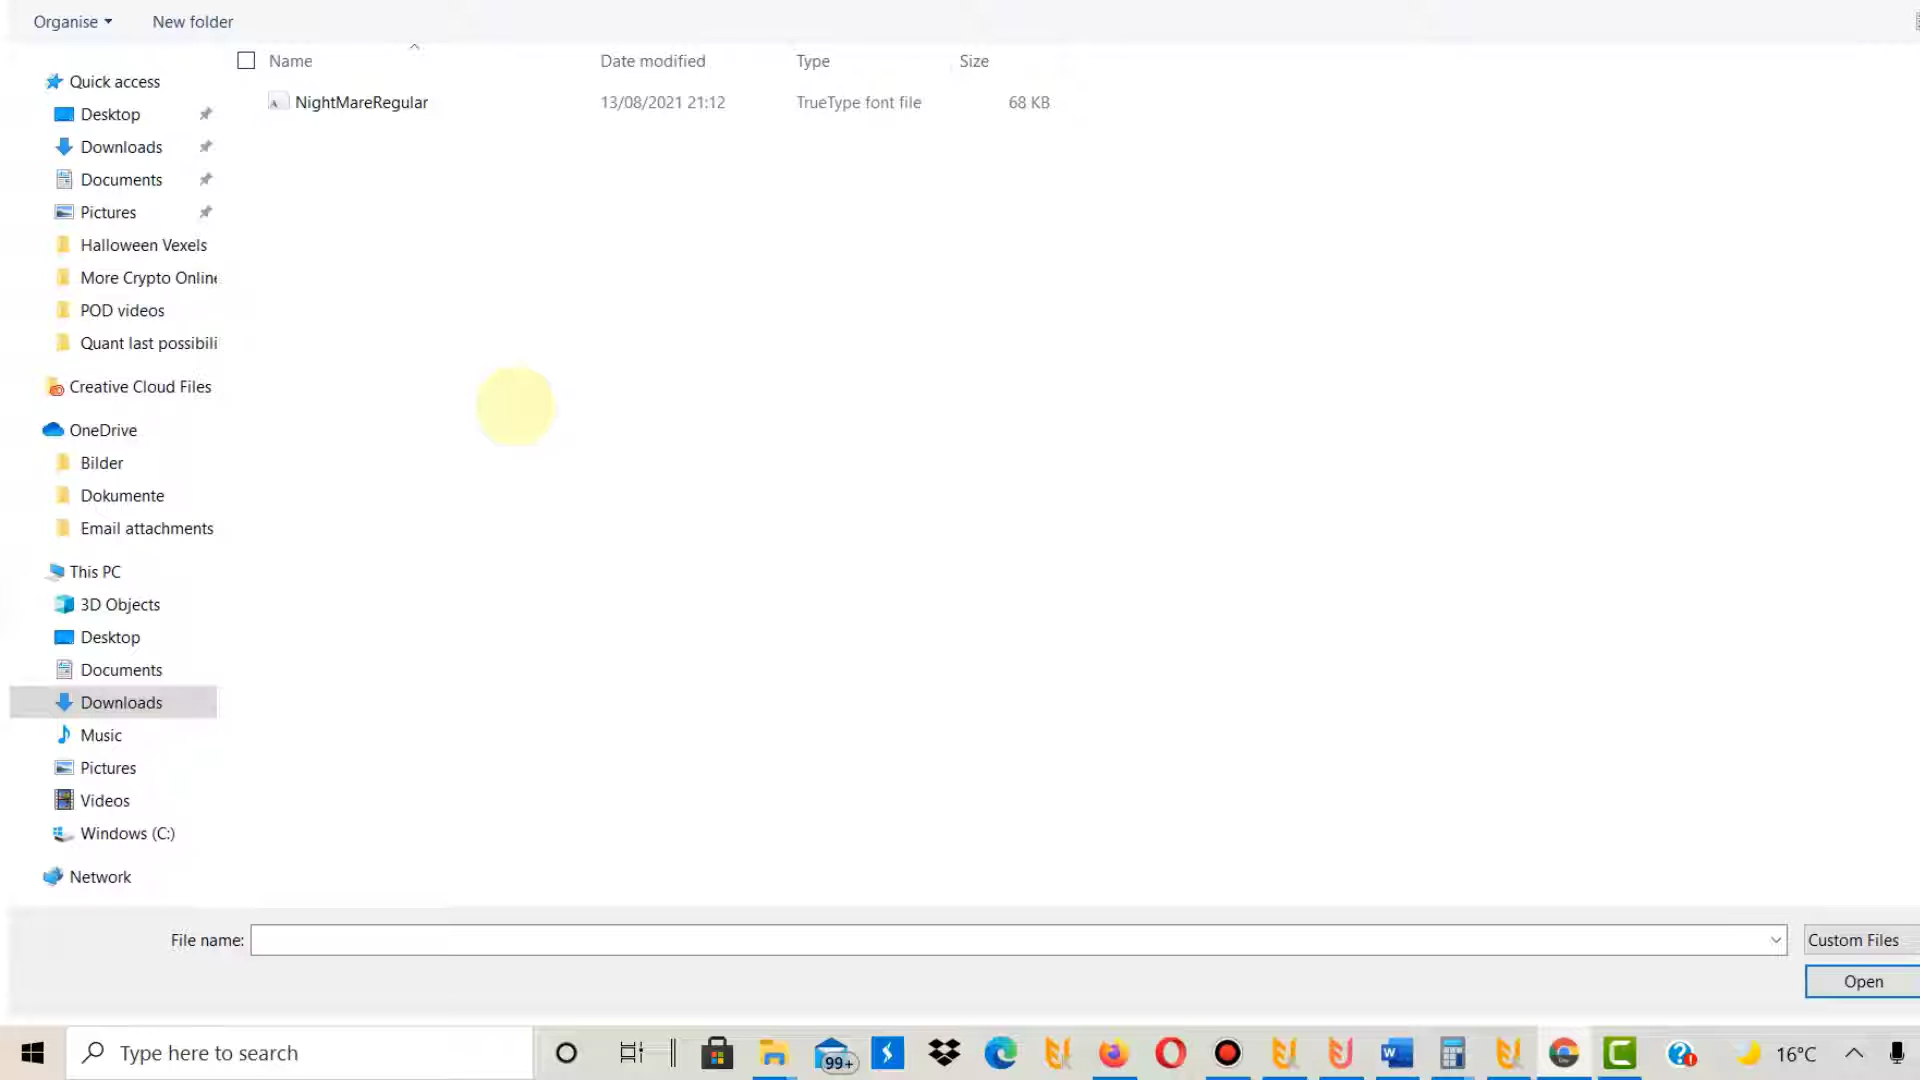 Organise New folder
Name Date modified Type Size
NightMareRegular 13/08/2021 21:12 TrueType font file 68 KB
Quick access
Desktop
Downloads
Documents
Pictures
Halloween Vexels
More Crypto Online
POD videos
Quant last possibili
Creative Cloud Files
OneDrive
Bilder
Dokumente
Email attachments
This PC
3D Objects
Desktop
Documents
Downloads
Music
Pictures
Videos
Windows (C:)
Network
File name: Custom Files
Open
Type here to search 99+ 16°C